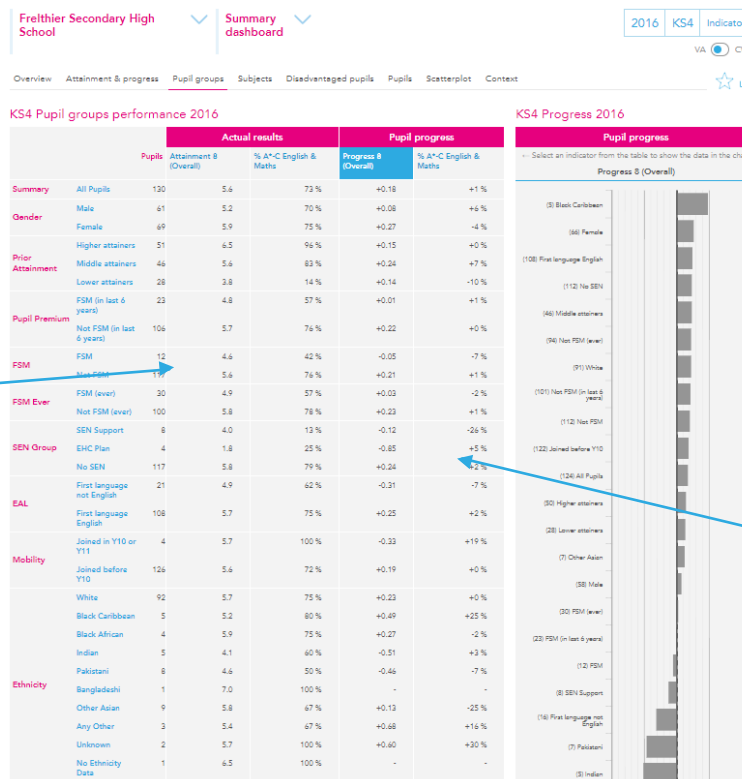 Frelthier Secondary High
School
Summary
dashboard
2016 KS4 Indicato
VA
Overview Attainment & progress Pupil groups Subjects Disadvantaged pupils Pupils Scatterplot Context
KS4 Pupil groups performance 2016
KS4 Progress 2016
Actual results Pupil progress
Pupils Attainment 8 (Overall) % A*-C English & Maths Progress 8 (Overall) % A*-C English & Maths
Summary All Pupils 130 5.6 73 % +0.18 +1 %
Gender
Male 61 5.2 70 % +0.08 +6 %
Female 69 5.9 75 % +0.27 -4 %
Prior Attainment
Higher attainers 51 6.5 96 % +0.15 +0 %
Middle attainers 46 5.6 83 % +0.24 +7 %
Lower attainers 28 3.8 14 % +0.14 -10 %
Pupil Premium
FSM (in last 6 years) 23 4.8 57 % +0.01 +1 %
Not FSM (in last 6 years) 106 5.7 76 % +0.22 +0 %
FSM
FSM 12 4.6 42 % -0.05 -7 %
Not FSM 5.6 76 % +0.21 +1 %
FSM Ever
FSM (ever) 30 4.9 57 % +0.03 -2 %
Not FSM (ever) 100 5.8 78 % +0.23 +1 %
SEN Group
SEN Support 8 4.0 13 % -0.12 -26 %
EHC Plan 4 1.8 25 % -0.85 +5 %
No SEN 117 5.8 79 % +0.24 +2 %
EAL
First language not English 21 4.9 62 % -0.31 -7 %
First language English 108 5.7 75 % +0.25 +2 %
Mobility
Joined in Y10 or Y11 4 5.7 100 % -0.33 +19 %
Joined before Y10 126 5.6 72 % +0.19 +0 %
Ethnicity
White 92 5.7 75 % +0.23 +0 %
Black Caribbean 5 5.2 80 % +0.49 +25 %
Black African 4 5.9 75 % +0.27 -2 %
Indian 5 4.1 60 % -0.51 +3 %
Pakistani 8 4.6 50 % -0.46 -7 %
Bangladeshi 1 7.0 100 % - -
Other Asian 9 5.8 67 % +0.13 -25 %
Any Other 3 5.4 67 % +0.68 +16 %
Unknown 2 5.7 100 % +0.60 +30 %
No Ethnicity Data 1 6.5 100 % - -
Pupil progress
← Select an indicator from the table to show the data in the cha
Progress 8 (Overall)
(5) Black Caribbean
(66) Female
(108) First language English
(112) No SEN
(46) Middle attainers
(94) Not FSM (ever)
(91) White
(101) Not FSM (in last 6
years)
(112) Not FSM
(122) Joined before Y10
(124) All Pupils
(50) Higher attainers
(28) Lower attainers
(7) Other Asian
(58) Male
(30) FSM (ever)
(23) FSM (in last 6 years)
(12) FSM
(8) SEN Support
(16) First language not
English
(7) Pakistani
(5) Indian